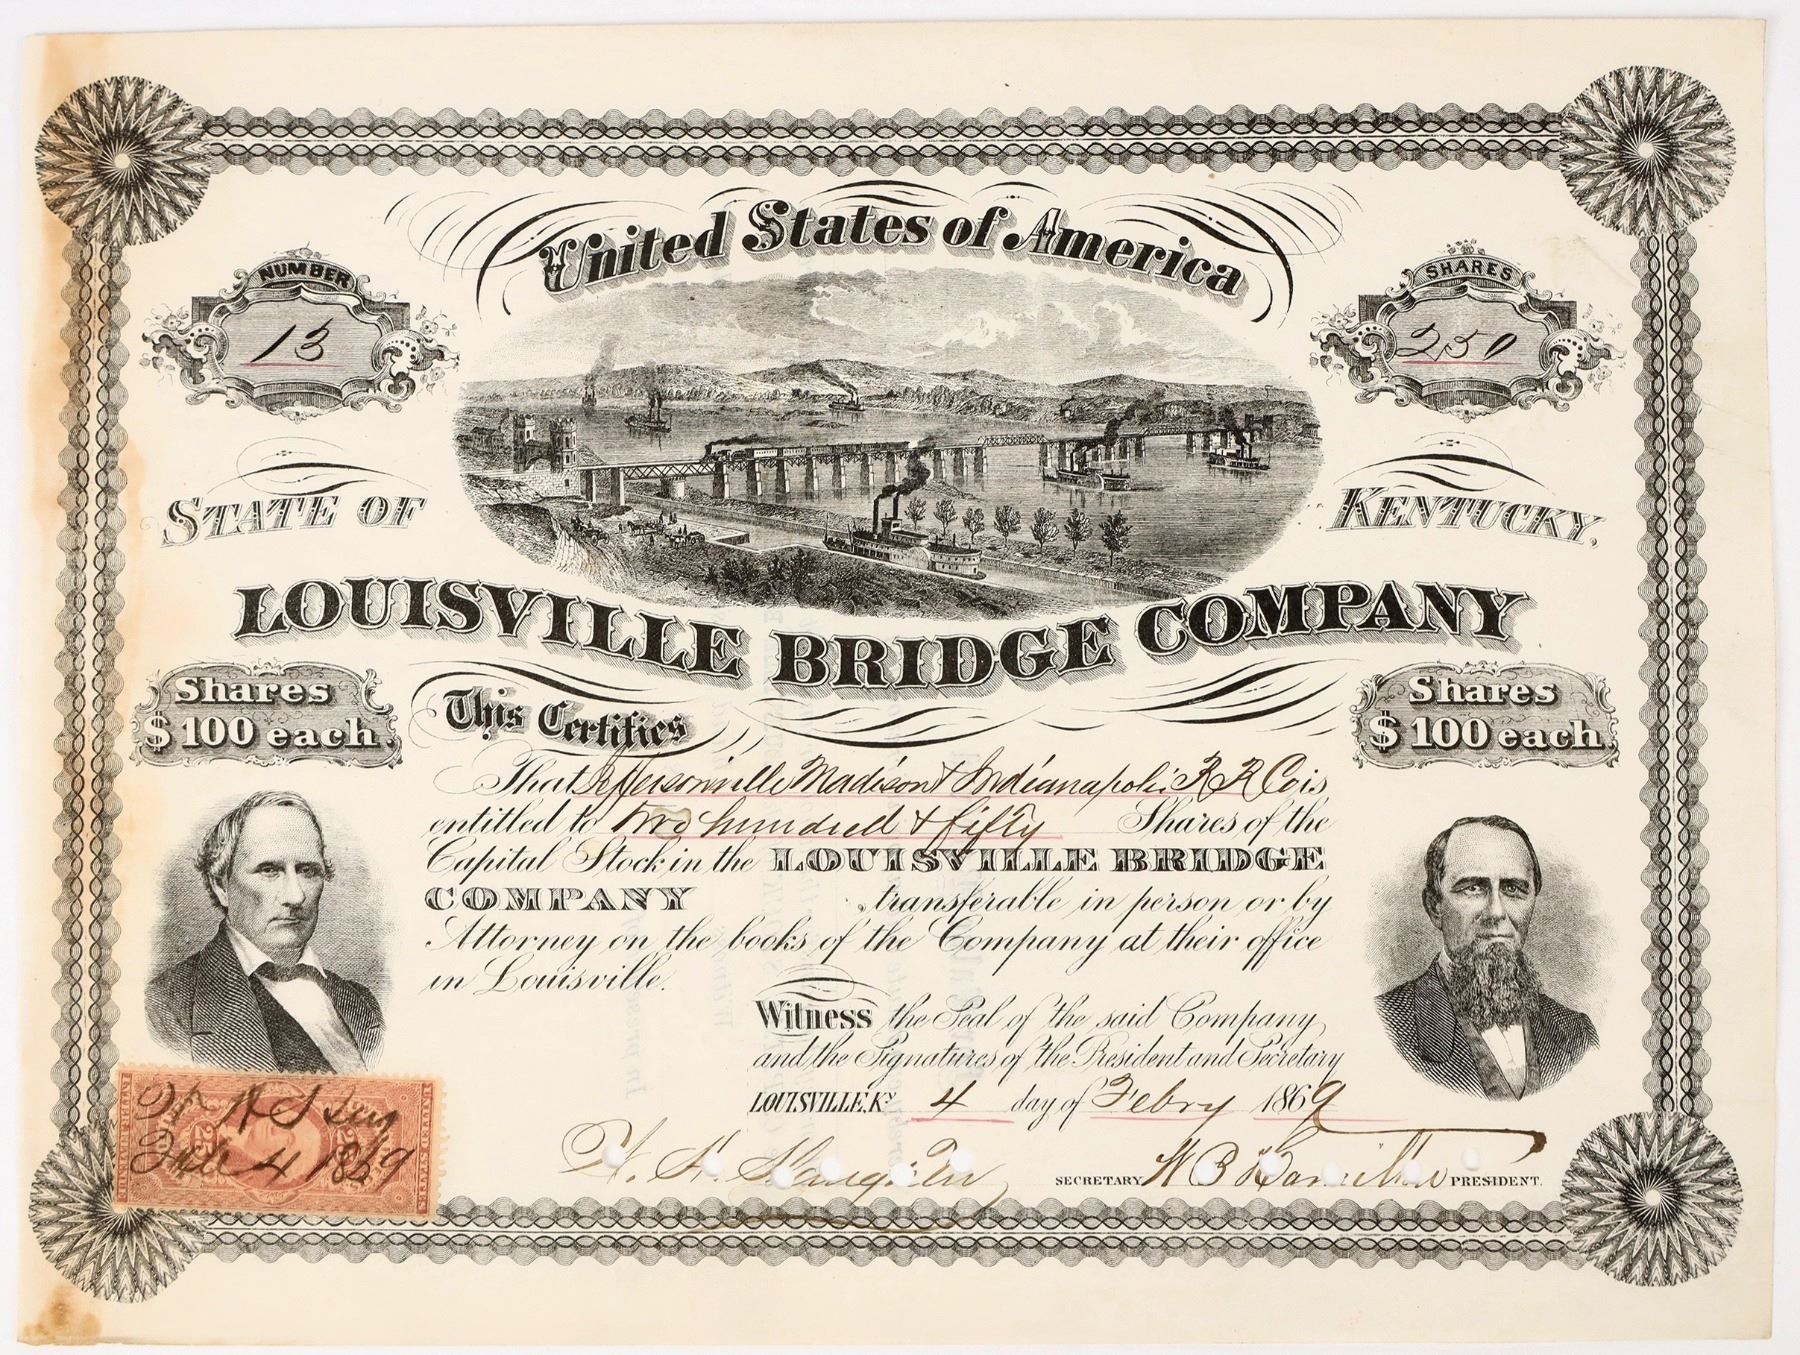 United States of America
NUMBER
13
SHARES
250
STATE OF
KENTUCKY.
LOUISVILLE BRIDGE COMPANY
Shares
$100 each.
Shares
$100 each.
This Certifies
That Jeffersonville Madison & Indianapolis R R Co is
entitled to Two hundred & fifty Shares of the
Capital Stock in the LOUISVILLE BRIDGE
COMPANY transferable in person or by
Attorney on the books of the Company at their office
in Louisville.
Witness the Seal of the said Company
and the Signatures of the President and Secretary
LOUISVILLE, Ky 4 day of Febry 1869
SECRETARY
PRESIDENT.
UNITED STATES
25
4 1869